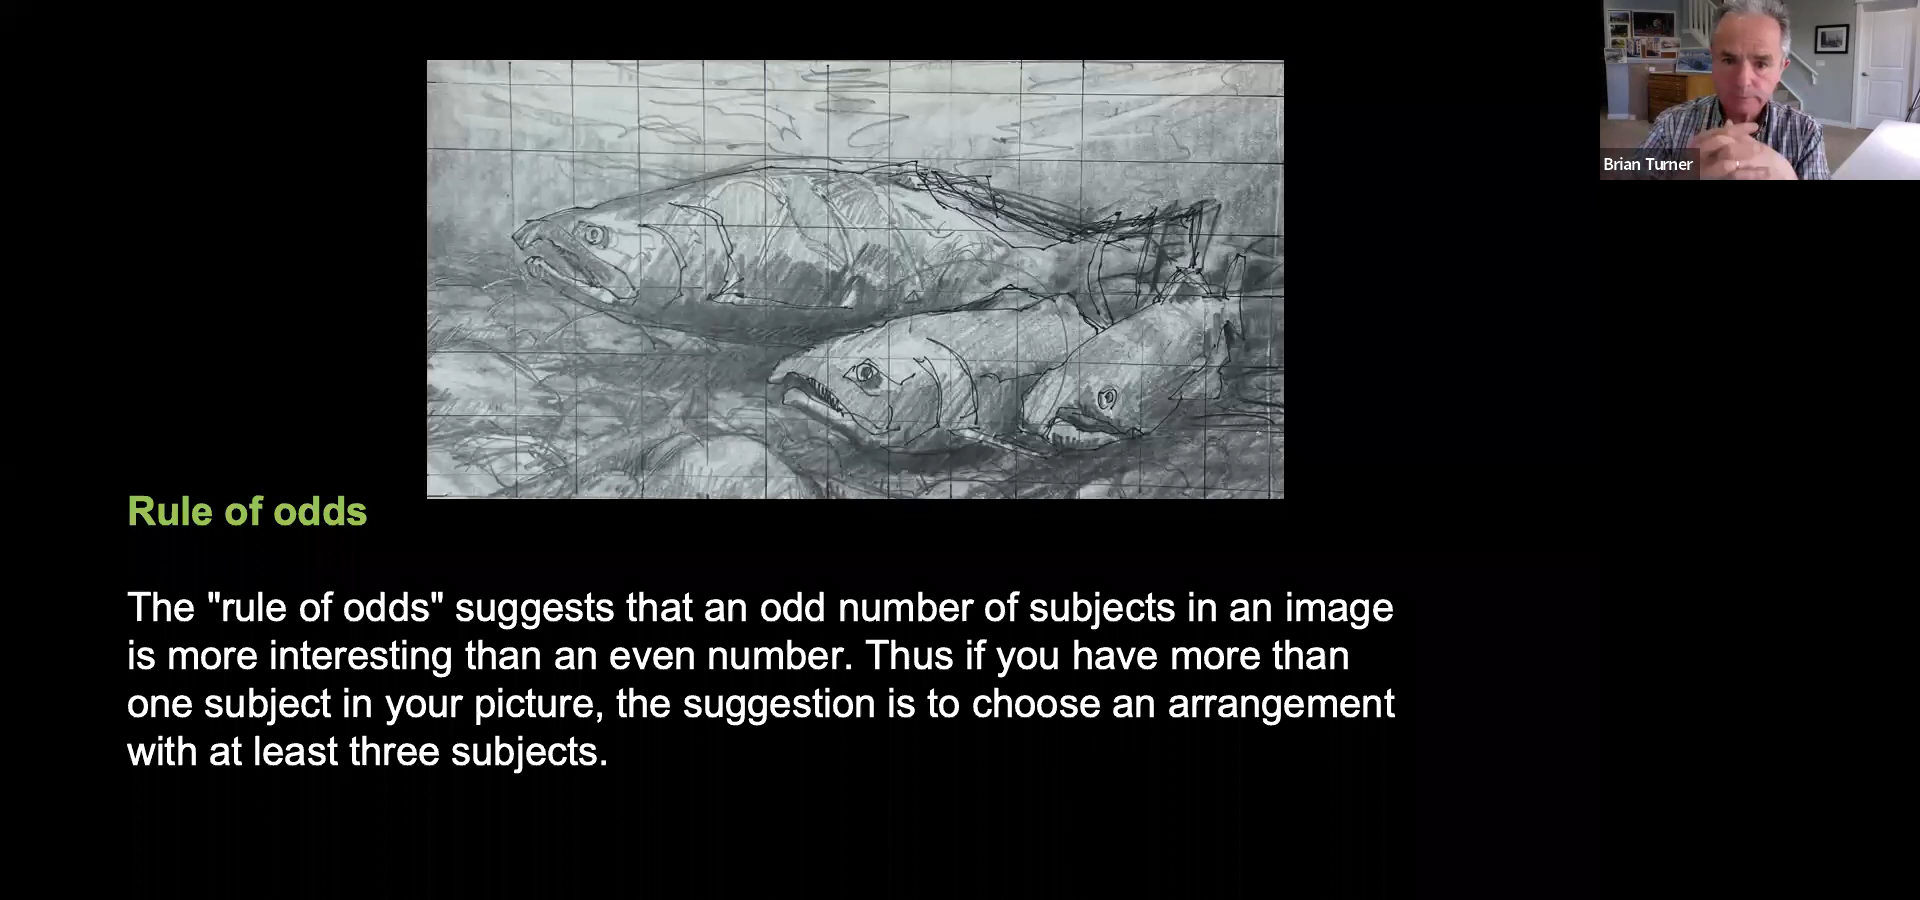 Brian Turner
Rule of odds
The "rule of odds" suggests that an odd number of subjects in an image
is more interesting than an even number. Thus if you have more than
one subject in your picture, the suggestion is to choose an arrangement
with at least three subjects.